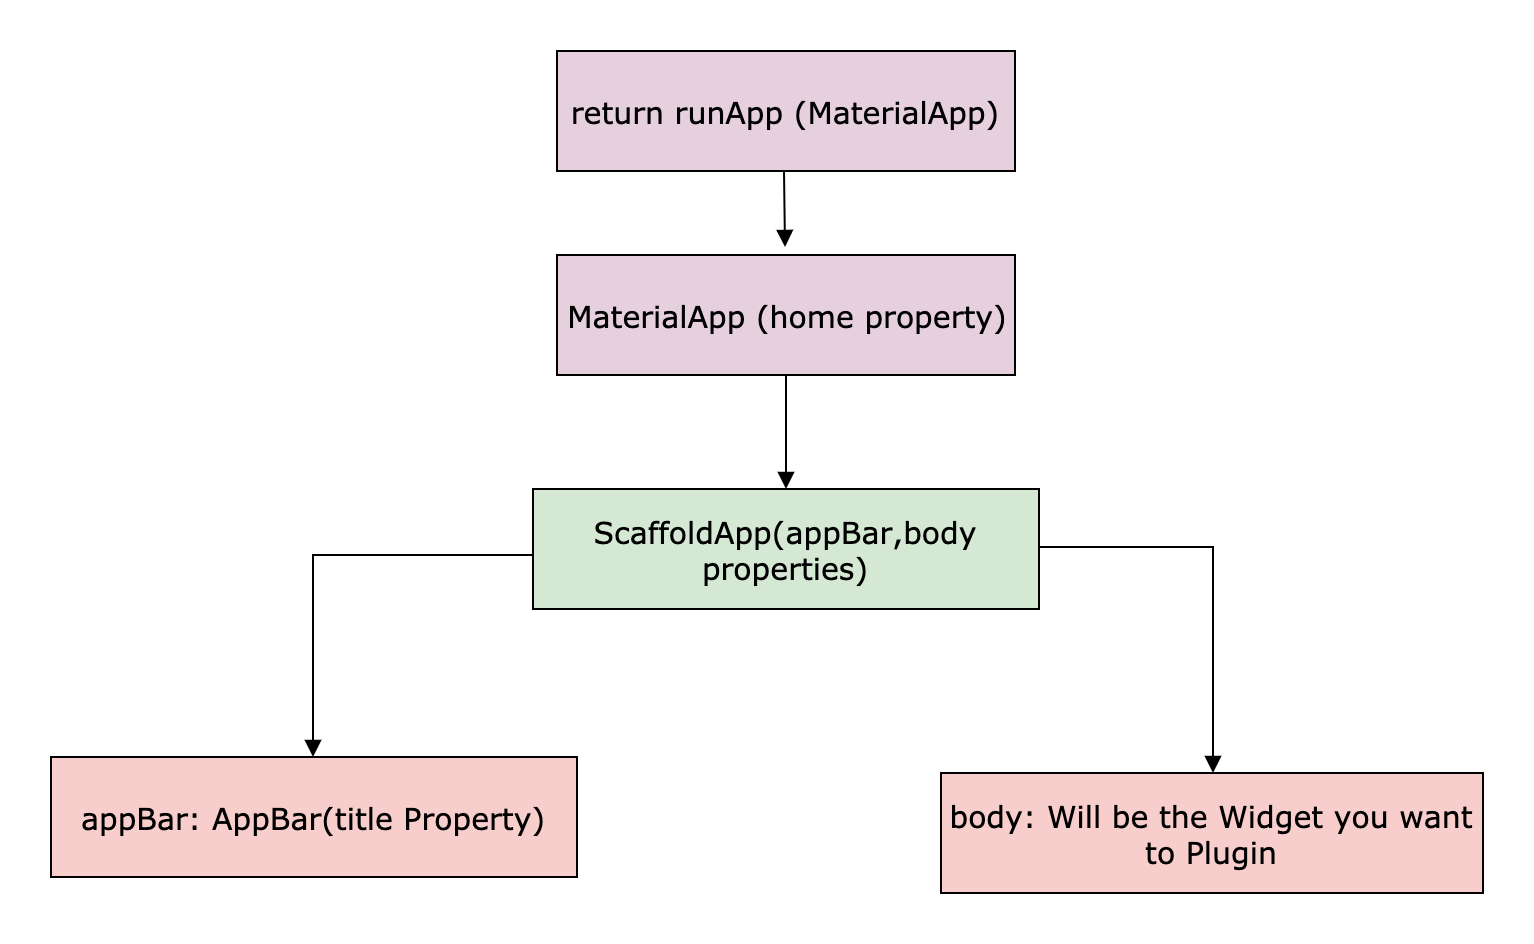 return runApp (MaterialApp)
MaterialApp (home property)
ScaffoldApp(appBar,body
properties)
appBar: AppBar(title Property)
body: Will be the Widget you want
to Plugin